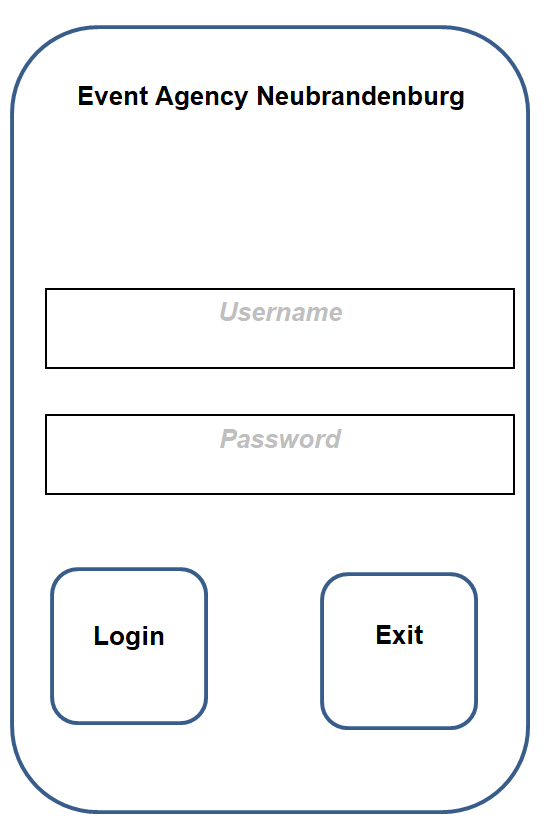 Event Agency Neubrandenburg
Username
Password
Login
Exit